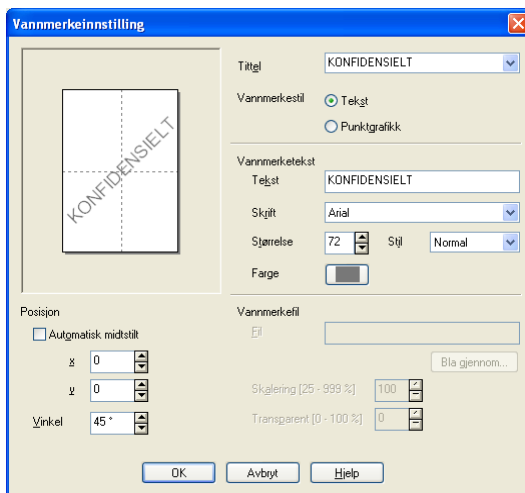 Vannmerkeinnstilling
KONFIDENSIELT
Tittel KONFIDENSIELT
Vannmerkestil Tekst
Punktgrafikk
Vannmerketekst
Tekst KONFIDENSIELT
Skrift Arial
Størrelse 72 Stil Normal
Farge
Posisjon
Automatisk midtstilt
x 0
y 0
Vinkel 45 °
Vannmerkefil
Fil
Bla gjennom...
Skalering [25 - 999 %] 100
Transparent [0 - 100 %] 0
OK Avbryt Hjelp